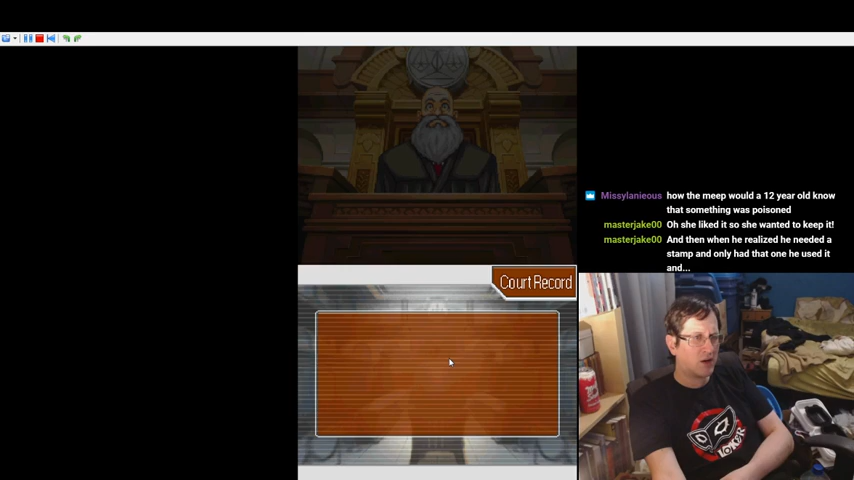 Court Record
Missylanieous how the meep would a 12 year old know
that something was poisoned
masterjake00 Oh she liked it so she wanted to keep it!
masterjake00 And then when he realized he needed a
stamp and only had that one he used it
and...
JOKER